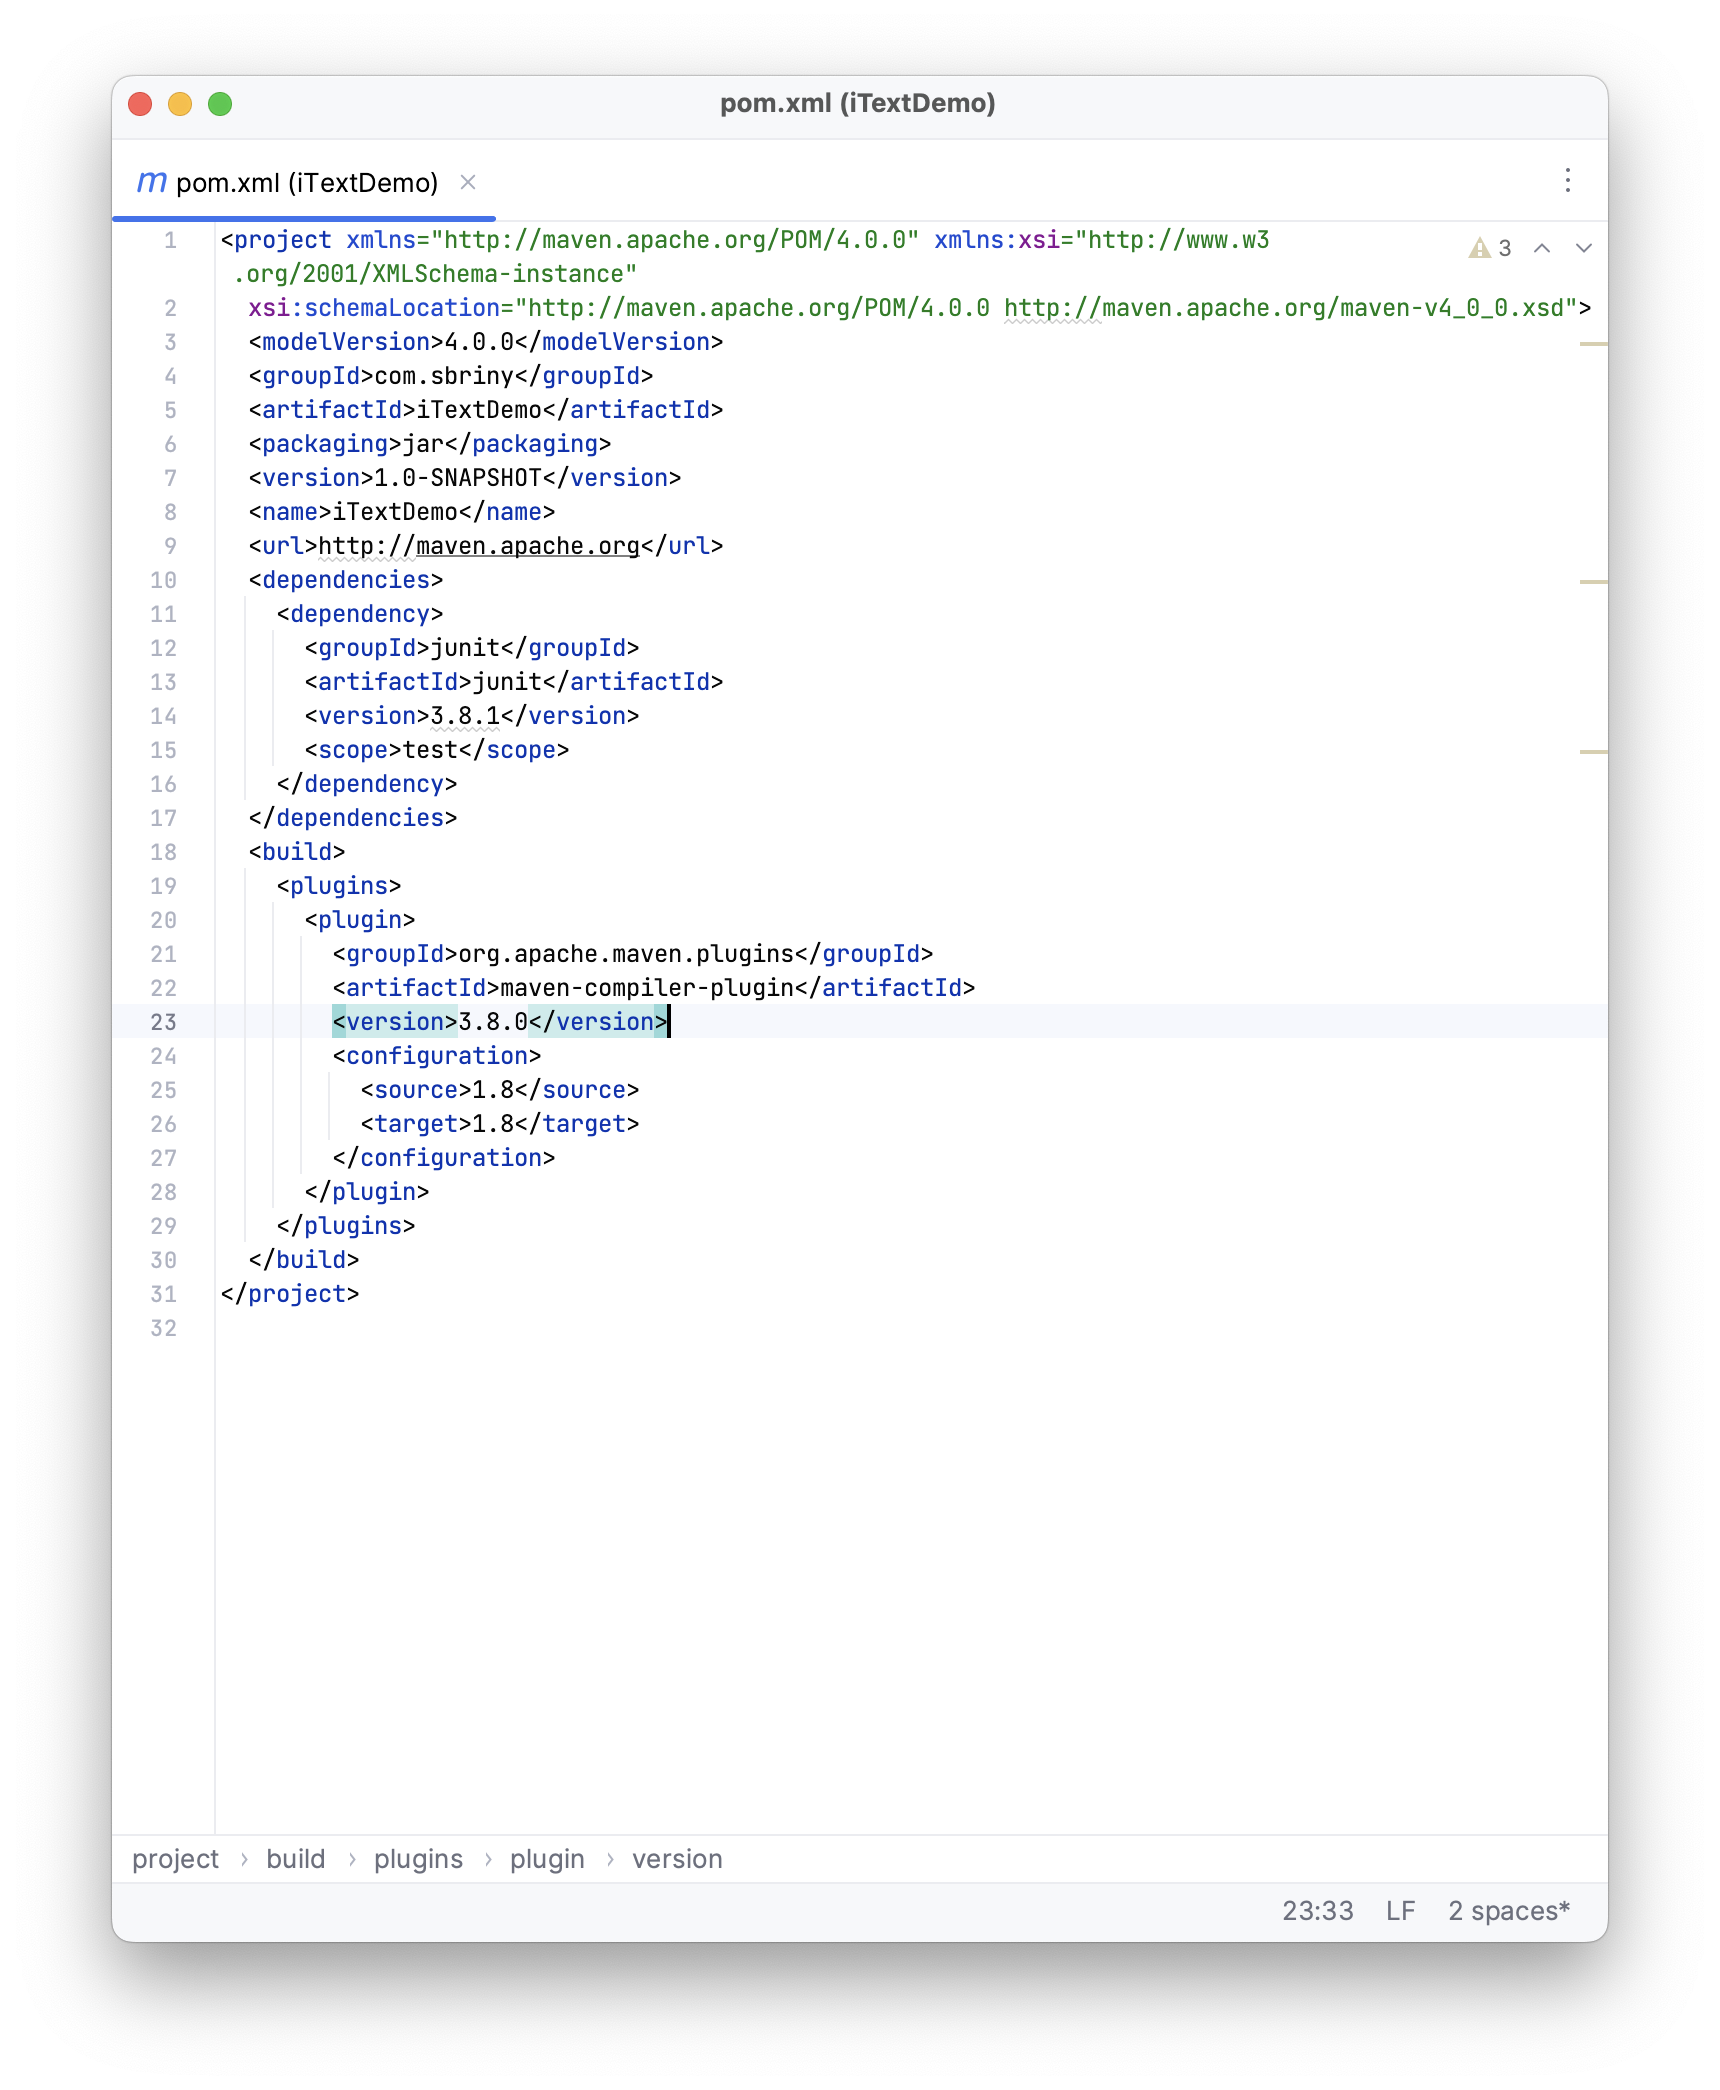 pom.xml (iTextDemo)
m pom.xml (iTextDemo)
1 <project xmlns="http://maven.apache.org/POM/4.0.0" xmlns:xsi="http://www.w3
.org/2001/XMLSchema-instance"
3
2 xsi:schemaLocation="http://maven.apache.org/POM/4.0.0 http://maven.apache.org/maven-v4_0_0.xsd">
3 <modelVersion>4.0.0</modelVersion>
4 <groupId>com.sbriny</groupId>
5 <artifactId>iTextDemo</artifactId>
6 <packaging>jar</packaging>
7 <version>1.0-SNAPSHOT</version>
8 <name>iTextDemo</name>
9 <url>http://maven.apache.org</url>
10 <dependencies>
11 <dependency>
12 <groupId>junit</groupId>
13 <artifactId>junit</artifactId>
14 <version>3.8.1</version>
15 <scope>test</scope>
16 </dependency>
17 </dependencies>
18 <build>
19 <plugins>
20 <plugin>
21 <groupId>org.apache.maven.plugins</groupId>
22 <artifactId>maven-compiler-plugin</artifactId>
23 <version>3.8.0</version>
24 <configuration>
25 <source>1.8</source>
26 <target>1.8</target>
27 </configuration>
28 </plugin>
29 </plugins>
30 </build>
31 </project>
32
project > build > plugins > plugin > version
23:33 LF 2 spaces*